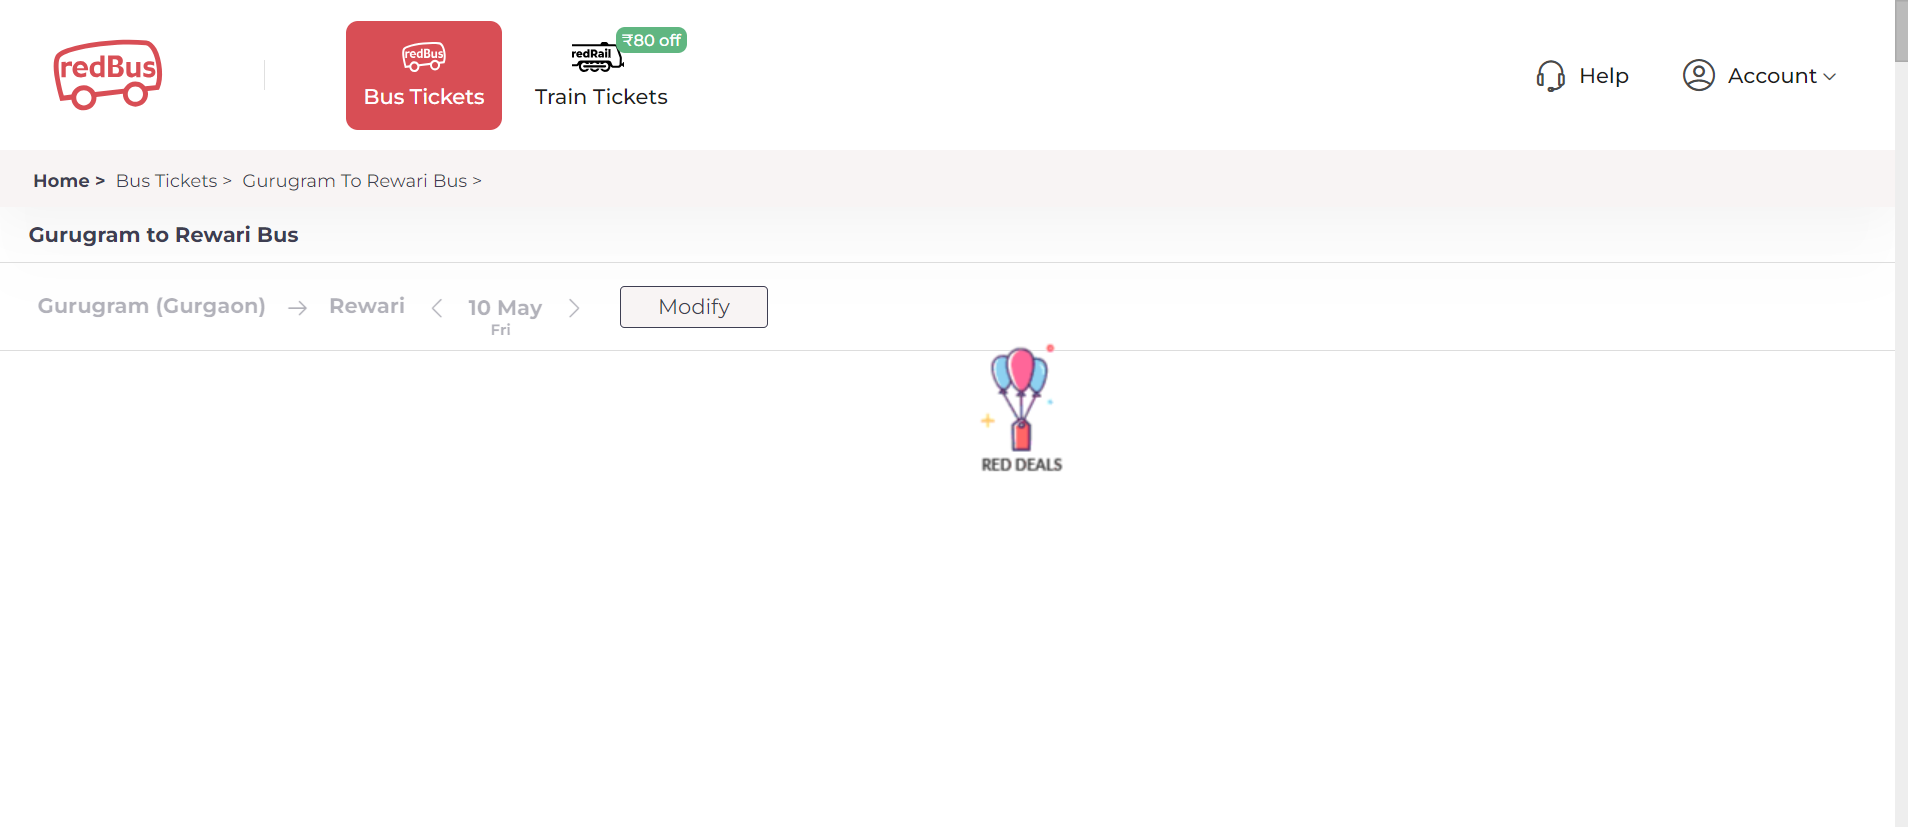 redBus
redBus
Bus Tickets
redRail
₹80 off
Train Tickets
Help
Account
Home > Bus Tickets > Gurugram To Rewari Bus >
Gurugram to Rewari Bus
Gurugram (Gurgaon) → Rewari < 10 May > Modify
Fri
RED DEALS